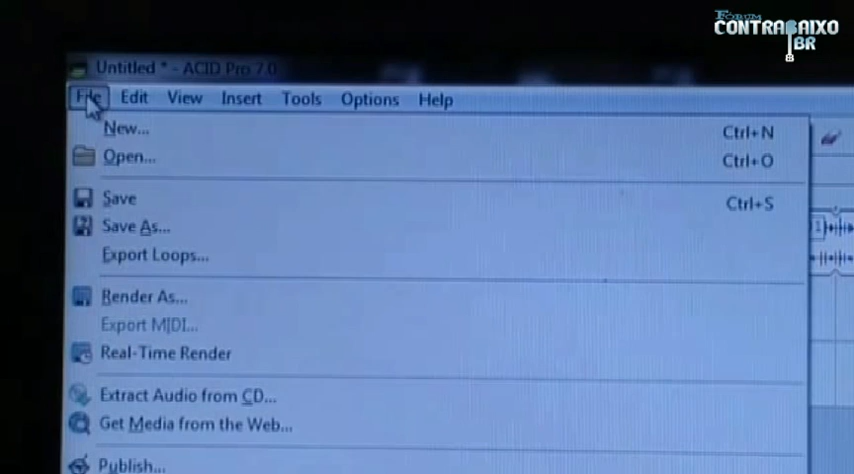 FÓRUM
CONTRABAIXO
BR
Untitled * - ACID Pro 7.0
File Edit View Insert Tools Options Help
New... Ctrl+N
Open... Ctrl+O
Save Ctrl+S
Save As...
Export Loops...
Render As...
Export MIDI...
Real-Time Render
Extract Audio from CD...
Get Media from the Web...
Publish...
1